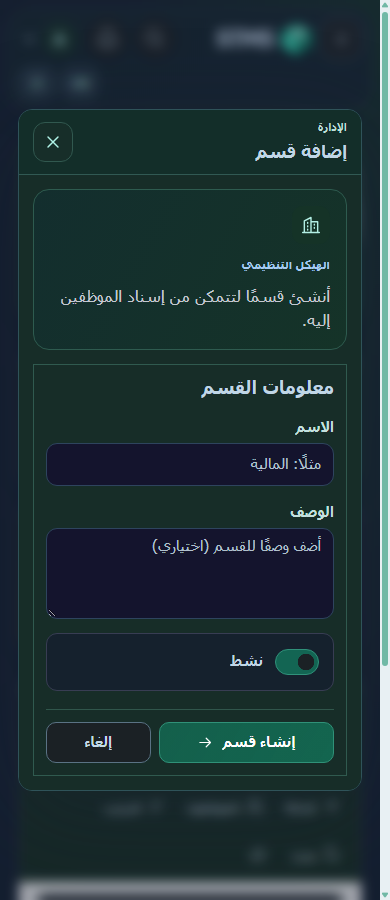 الإدارة
إضافة قسم
الهيكل التنظيمي
أنشئ قسمًا لتتمكن من إسناد الموظفين
إليه.
معلومات القسم
الاسم
مثلًا: المالية
الوصف
أضف وصفًا للقسم (اختياري)
نشط
إنشاء قسم →
إلغاء